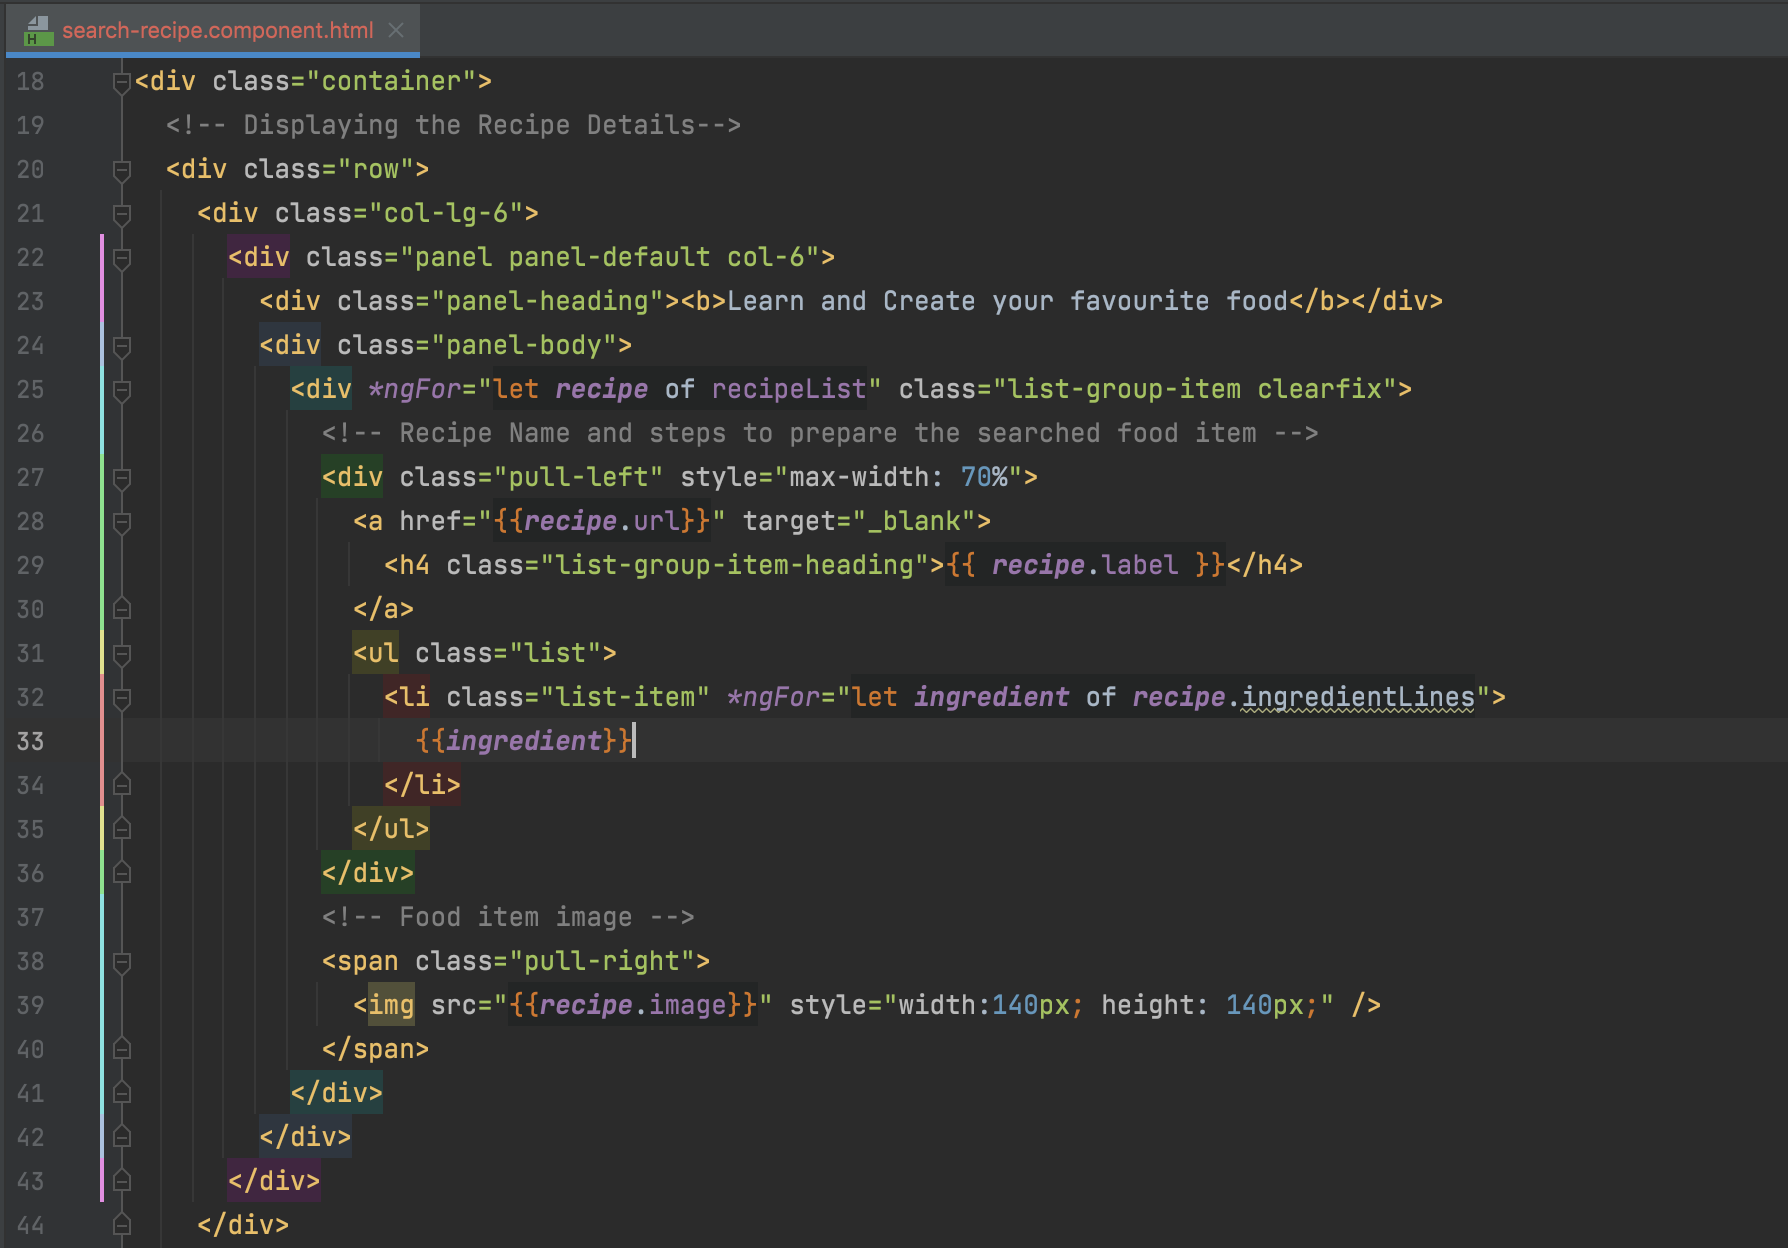 search-recipe.component.html
H
18 <div class="container">
19 <!-- Displaying the Recipe Details-->
20 <div class="row">
21 <div class="col-lg-6">
22 <div class="panel panel-default col-6">
23 <div class="panel-heading"><b>Learn and Create your favourite food</b></div>
24 <div class="panel-body">
25 <div *ngFor="let recipe of recipeList" class="list-group-item clearfix">
26 <!-- Recipe Name and steps to prepare the searched food item -->
27 <div class="pull-left" style="max-width: 70%">
28 <a href="{{recipe.url}}" target="_blank">
29 <h4 class="list-group-item-heading">{{ recipe.label }}</h4>
30 </a>
31 <ul class="list">
32 <li class="list-item" *ngFor="let ingredient of recipe.ingredientLines">
33 {{ingredient}}
34 </li>
35 </ul>
36 </div>
37 <!-- Food item image -->
38 <span class="pull-right">
39 <img src="{{recipe.image}}" style="width:140px; height: 140px;" />
40 </span>
41 </div>
42 </div>
43 </div>
44 </div>